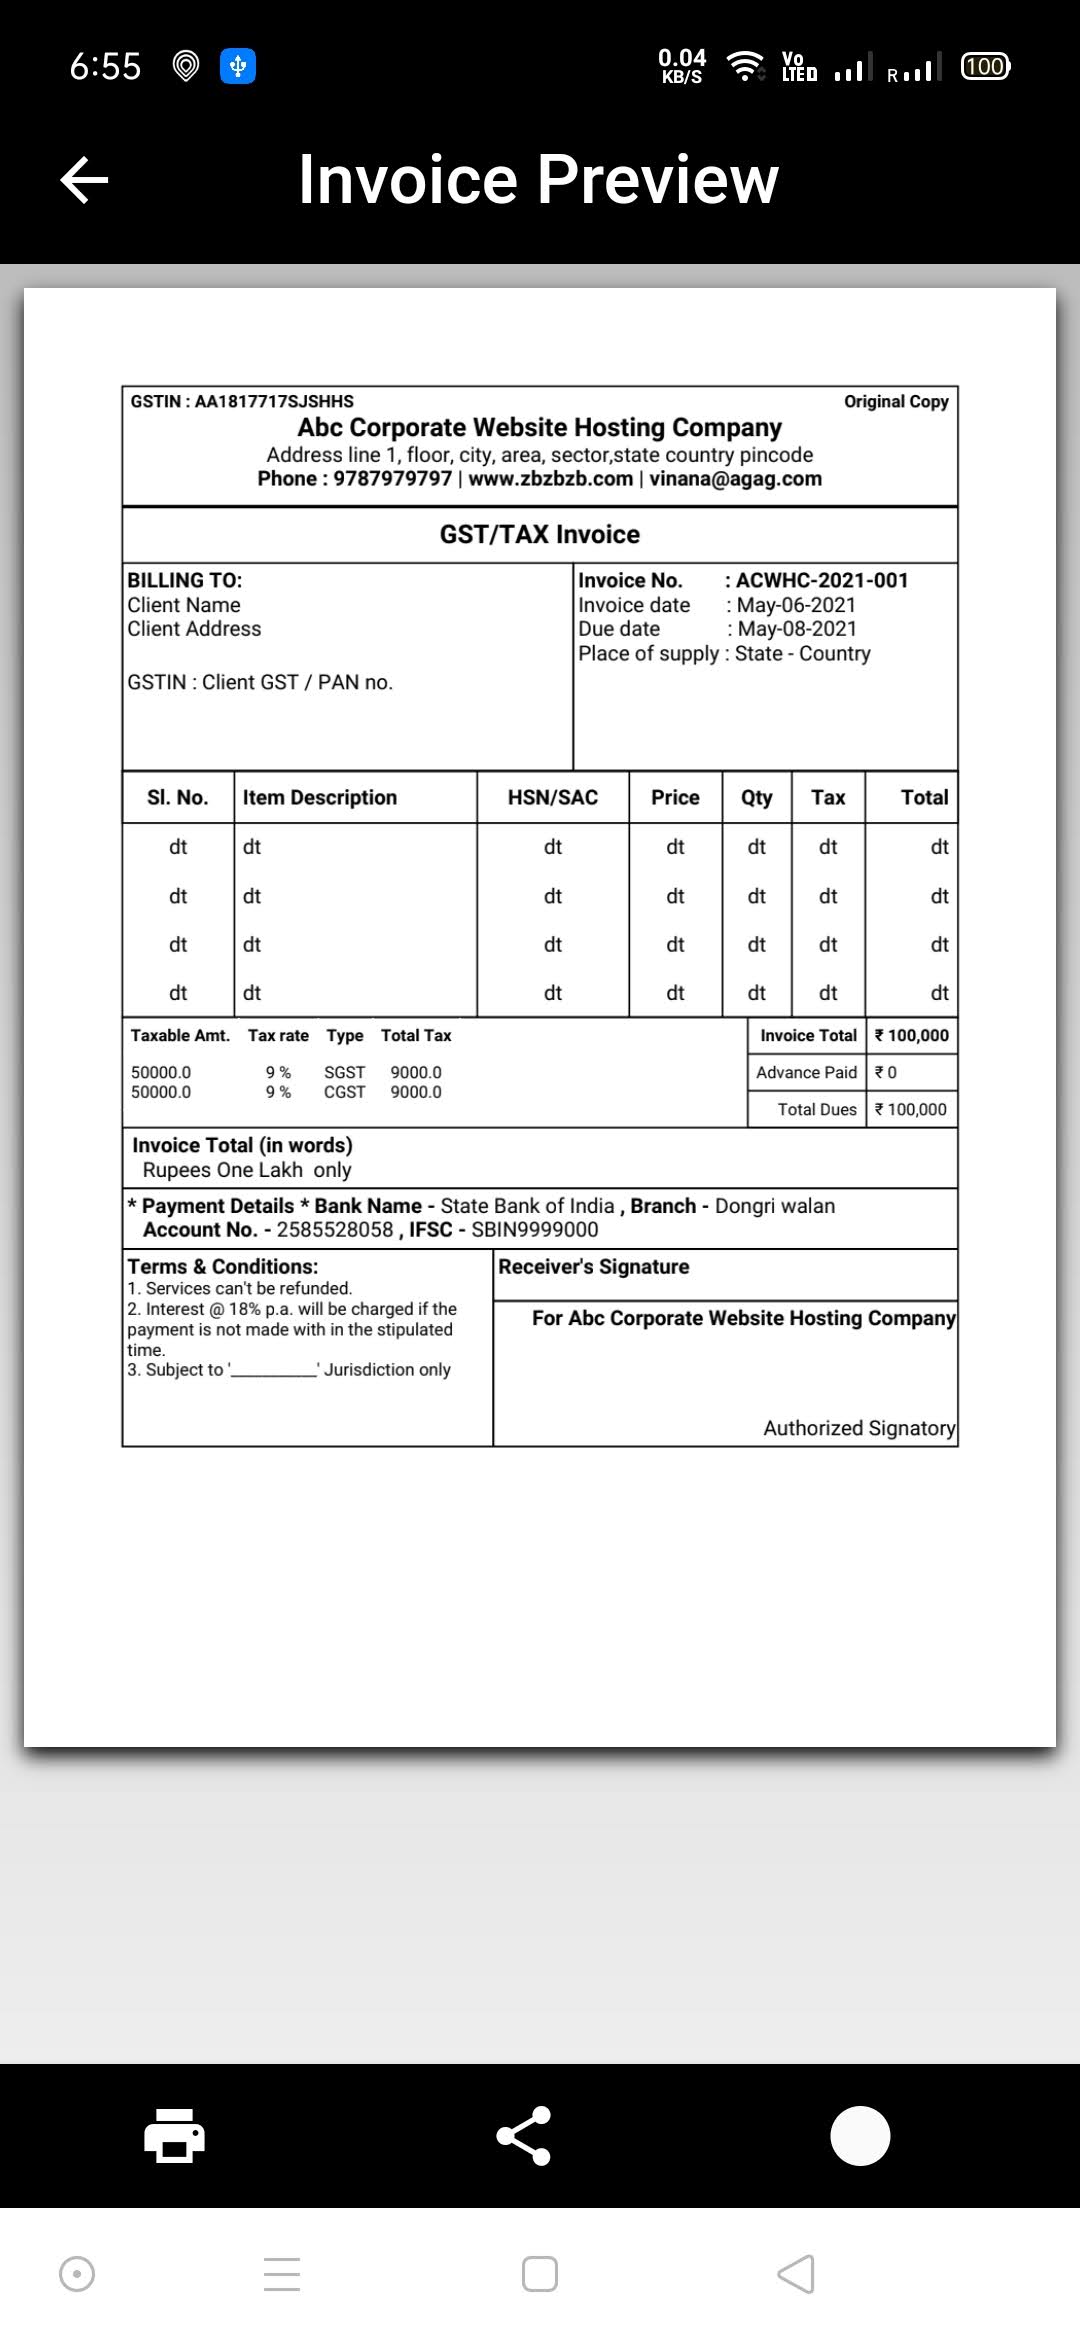 6:55
0.04 KB/S Vo LTE D R 100
Invoice Preview
GSTIN : AA1817717SJSHHS Original Copy
Abc Corporate Website Hosting Company
Address line 1, floor, city, area, sector,state country pincode
Phone : 9787979797 | www.zbzbzb.com | vinana@agag.com
GST/TAX Invoice
BILLING TO:
Client Name
Client Address
GSTIN : Client GST / PAN no.
Invoice No. : ACWHC-2021-001
Invoice date : May-06-2021
Due date : May-08-2021
Place of supply : State - Country
Sl. No. Item Description HSN/SAC Price Qty Tax Total
dt dt dt dt dt dt dt
dt dt dt dt dt dt dt
dt dt dt dt dt dt dt
dt dt dt dt dt dt dt
Taxable Amt. Tax rate Type Total Tax
50000.0 9 % SGST 9000.0
50000.0 9 % CGST 9000.0
Invoice Total ₹ 100,000
Advance Paid ₹ 0
Total Dues ₹ 100,000
Invoice Total (in words)
Rupees One Lakh only
* Payment Details * Bank Name - State Bank of India , Branch - Dongri walan
Account No. - 2585528058 , IFSC - SBIN9999000
Terms & Conditions:
1. Services can't be refunded.
2. Interest @ 18% p.a. will be charged if the
payment is not made with in the stipulated
time.
3. Subject to '__________' Jurisdiction only
Receiver's Signature
For Abc Corporate Website Hosting Company
Authorized Signatory